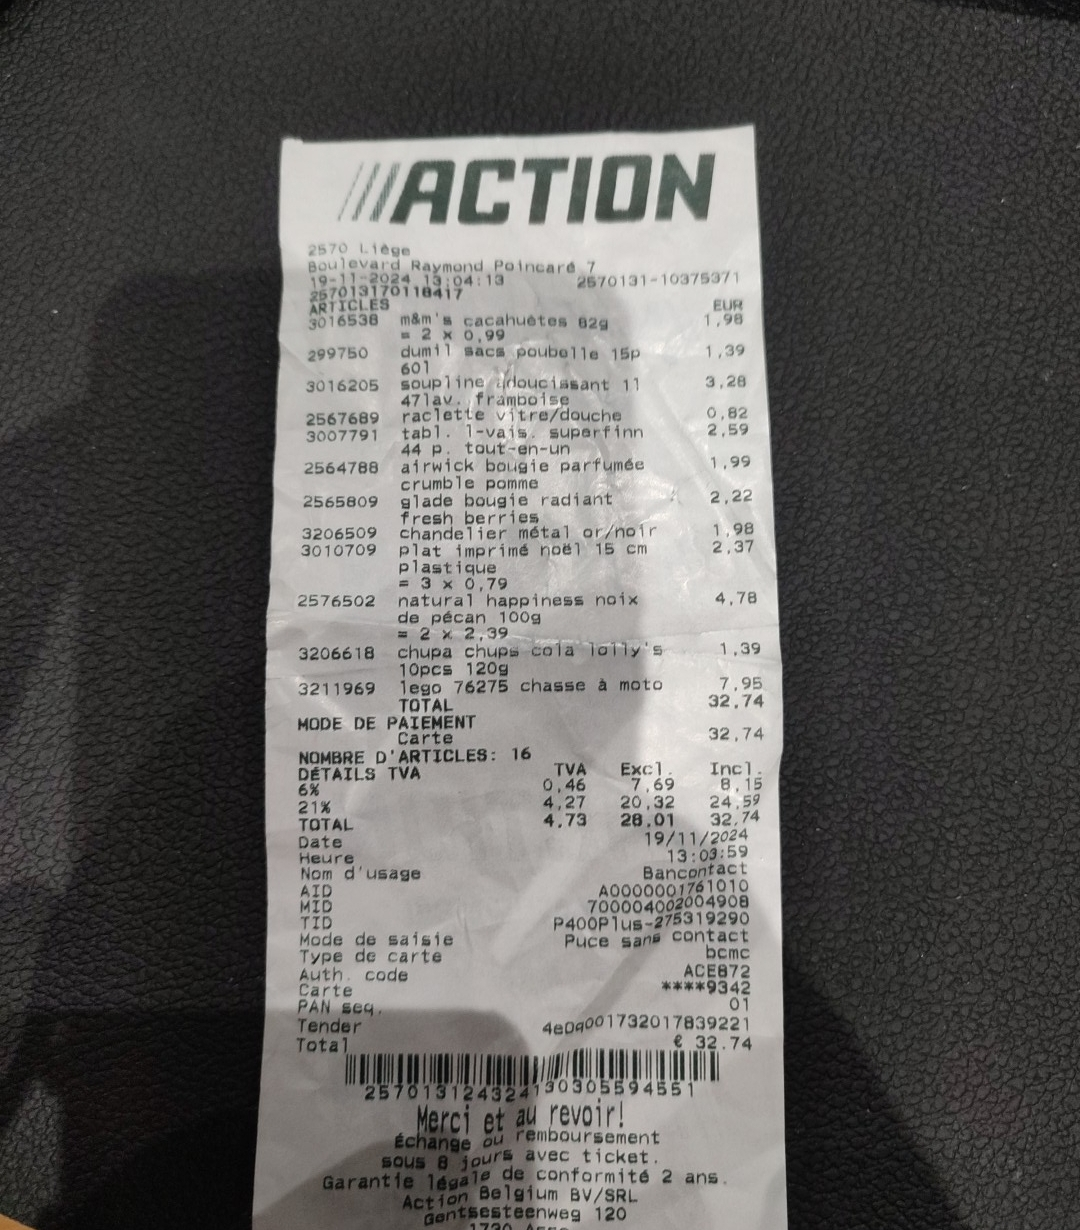 ///ACTION
2570 Liège
Boulevard Raymond Poincaré 7
19-11-2024 13:04:13 2570131-10375371
257013170118417
ARTICLES EUR
3016538 m&m's cacahuètes 82g 1,98
= 2 x 0,99
299750 dumil sacs poubelle 15p 1,39
60l
3016205 soupline adoucissant 1l 3,28
47lav. framboise
2567689 raclette vitre/douche 0,82
3007791 tabl. l-vais. superfinn 2,59
44 p. tout-en-un
2564788 airwick bougie parfumée 1,99
crumble pomme
2565809 glade bougie radiant 2,22
fresh berries
3206509 chandelier métal or/noir 1,98
3010709 plat imprimé noël 15 cm 2,37
plastique
= 3 x 0,79
2576502 natural happiness noix 4,78
de pécan 100g
= 2 x 2,39
3206618 chupa chups cola lolly's 1,39
10pcs 120g
3211969 lego 76275 chasse à moto 7,95
TOTAL 32,74
MODE DE PAIEMENT
Carte 32,74
NOMBRE D'ARTICLES: 16
DÉTAILS TVA TVA Excl. Incl.
6% 0,46 7,69 8,15
21% 4,27 20,32 24,59
TOTAL 4,73 28,01 32,74
Date 19/11/2024
Heure 13:03:59
Nom d'usage Bancontact
AID A0000001761010
MID 700004002004908
TID P400Plus-275319290
Mode de saisie Puce sans contact
Type de carte bcmc
Auth. code ACE872
Carte ****9342
PAN seq. 01
Tender 4e0q001732017839221
Total € 32.74
257013124324130305594551
Merci et au revoir!
Échange ou remboursement
sous 8 jours avec ticket.
Garantie légale de conformité 2 ans.
Action Belgium BV/SRL
Gentsesteenweg 120
1730